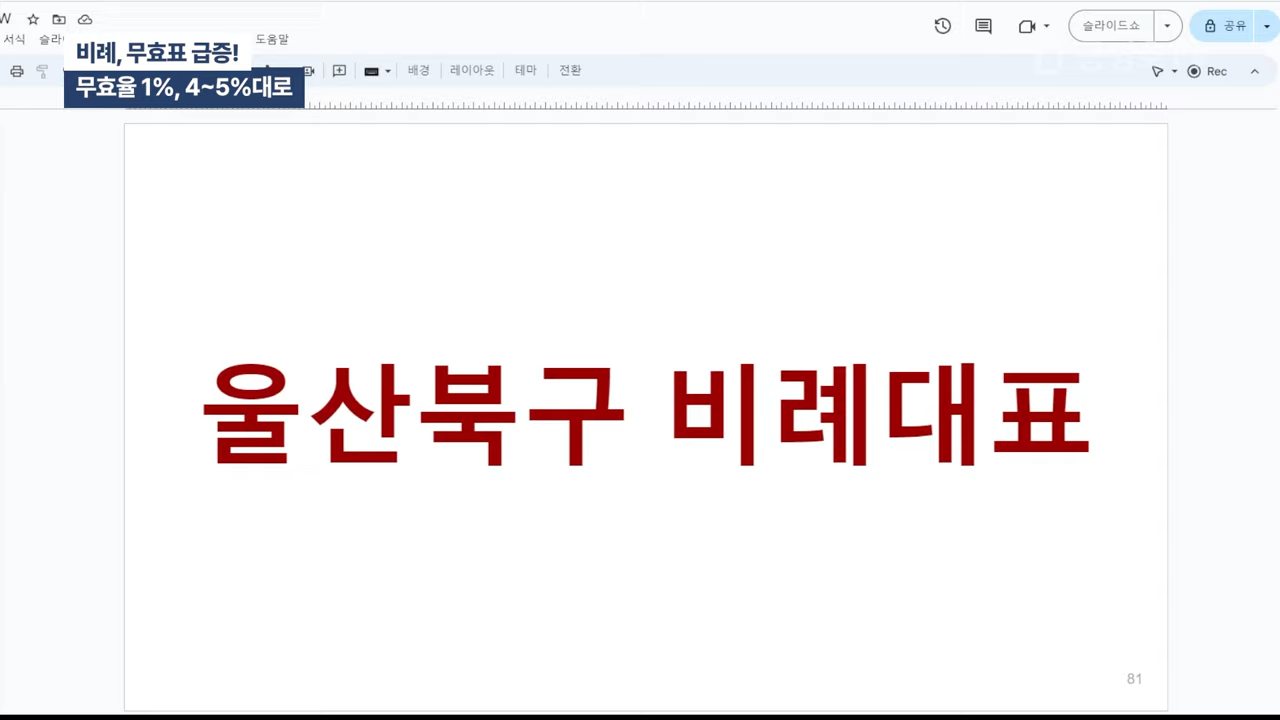 W
슬라이드쇼
공유
서식
도움말
비례, 무효표 급증!
무효율 1%, 4~5%대로
배경
레이아웃
테마
전환
Rec
울산북구 비례대표
81